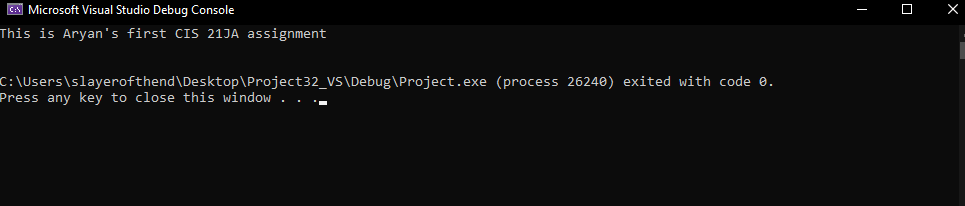 Microsoft Visual Studio Debug Console
This is Aryan's first CIS 21JA assignment
C:\Users\slayerofthend\Desktop\Project32_VS\Debug\Project.exe (process 26240) exited with code 0.
Press any key to close this window . . .